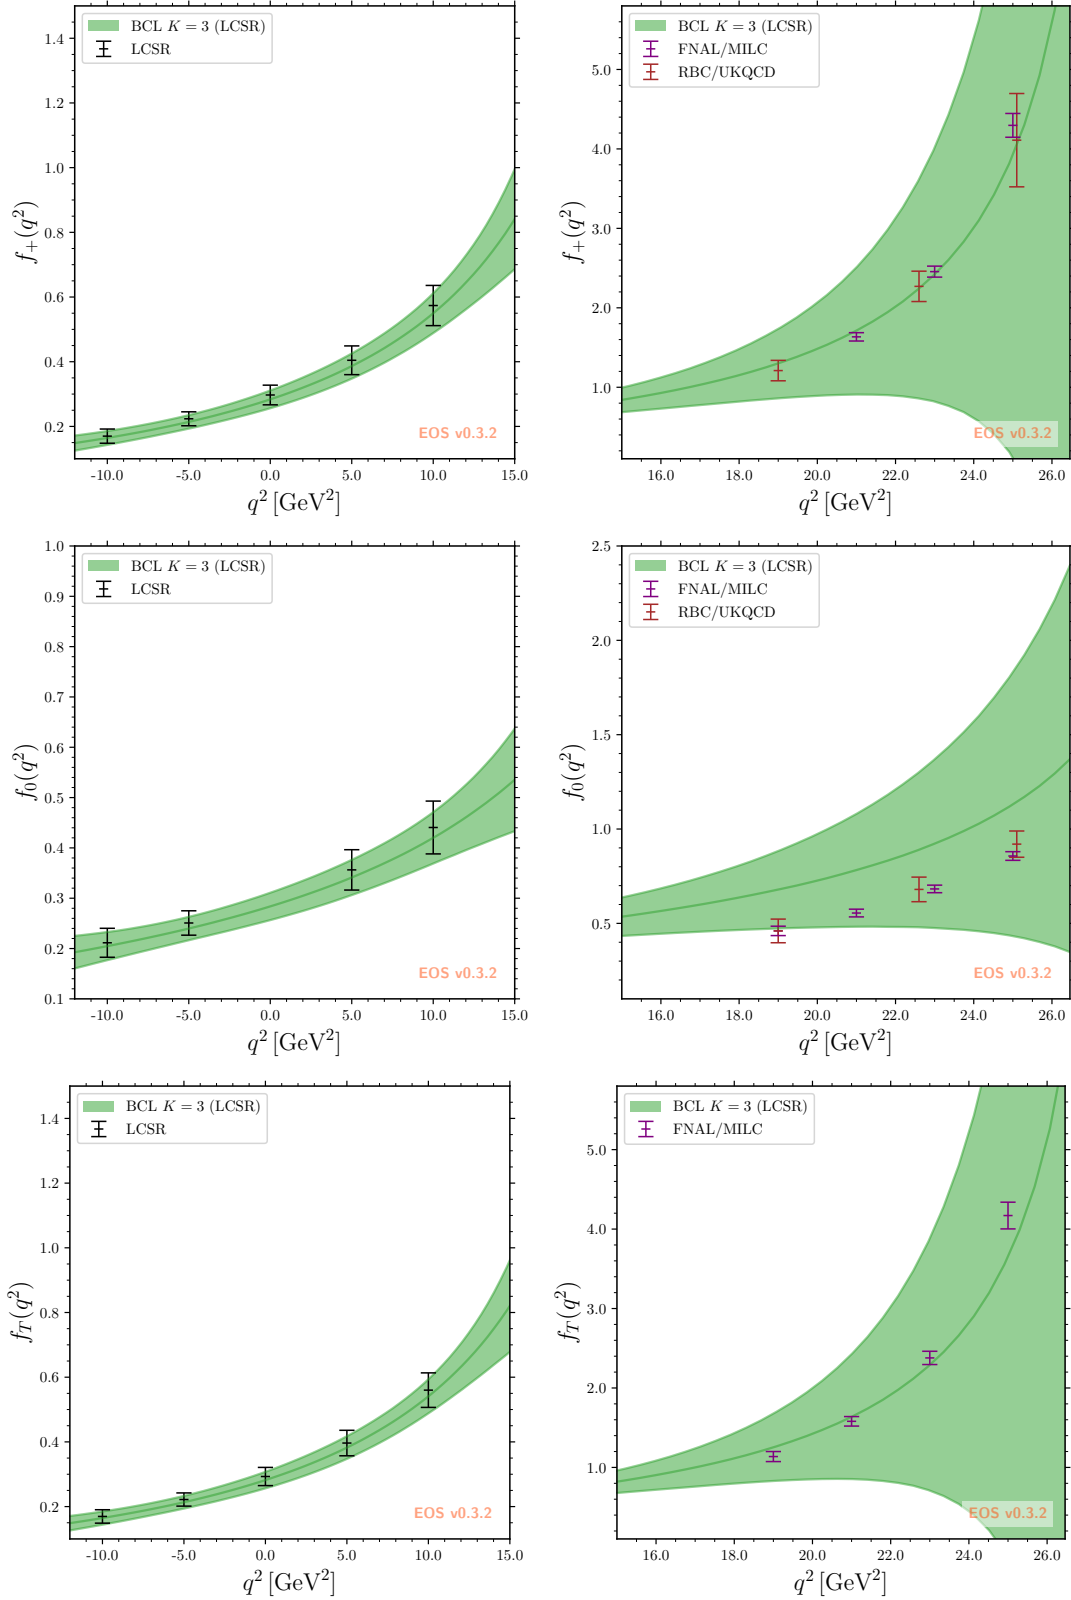 BCL K = 3 (LCSR)
LCSR
f+(q²)
1.4
1.2
1.0
0.8
0.6
0.4
0.2
EOS v0.3.2
-10.0 -5.0 0.0 5.0 10.0 15.0
q² [GeV²]
BCL K = 3 (LCSR)
FNAL/MILC
RBC/UKQCD
f+(q²)
5.0
4.0
3.0
2.0
1.0
EOS v0.3.2
16.0 18.0 20.0 22.0 24.0 26.0
q² [GeV²]
BCL K = 3 (LCSR)
LCSR
f0(q²)
1.0
0.9
0.8
0.7
0.6
0.5
0.4
0.3
0.2
0.1
EOS v0.3.2
-10.0 -5.0 0.0 5.0 10.0 15.0
q² [GeV²]
BCL K = 3 (LCSR)
FNAL/MILC
RBC/UKQCD
f0(q²)
2.5
2.0
1.5
1.0
0.5
EOS v0.3.2
16.0 18.0 20.0 22.0 24.0 26.0
q² [GeV²]
BCL K = 3 (LCSR)
LCSR
fT(q²)
1.4
1.2
1.0
0.8
0.6
0.4
0.2
EOS v0.3.2
-10.0 -5.0 0.0 5.0 10.0 15.0
q² [GeV²]
BCL K = 3 (LCSR)
FNAL/MILC
fT(q²)
5.0
4.0
3.0
2.0
1.0
EOS v0.3.2
16.0 18.0 20.0 22.0 24.0 26.0
q² [GeV²]